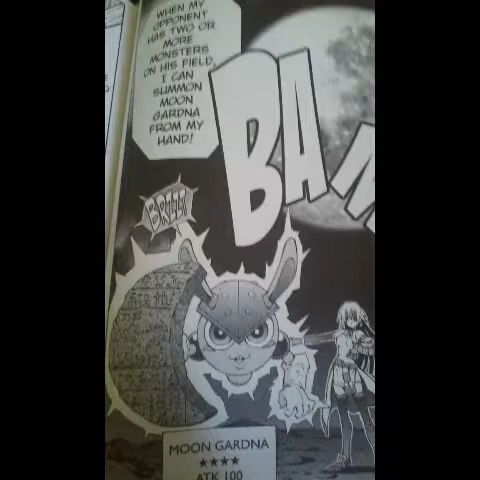 WHEN MY
OPPONENT
HAS TWO OR
MORE
MONSTERS
ON HIS FIELD,
I CAN
SUMMON
MOON
GARDNA
FROM MY
HAND!
BAM
MOON GARDNA
★★★★
ATK 100